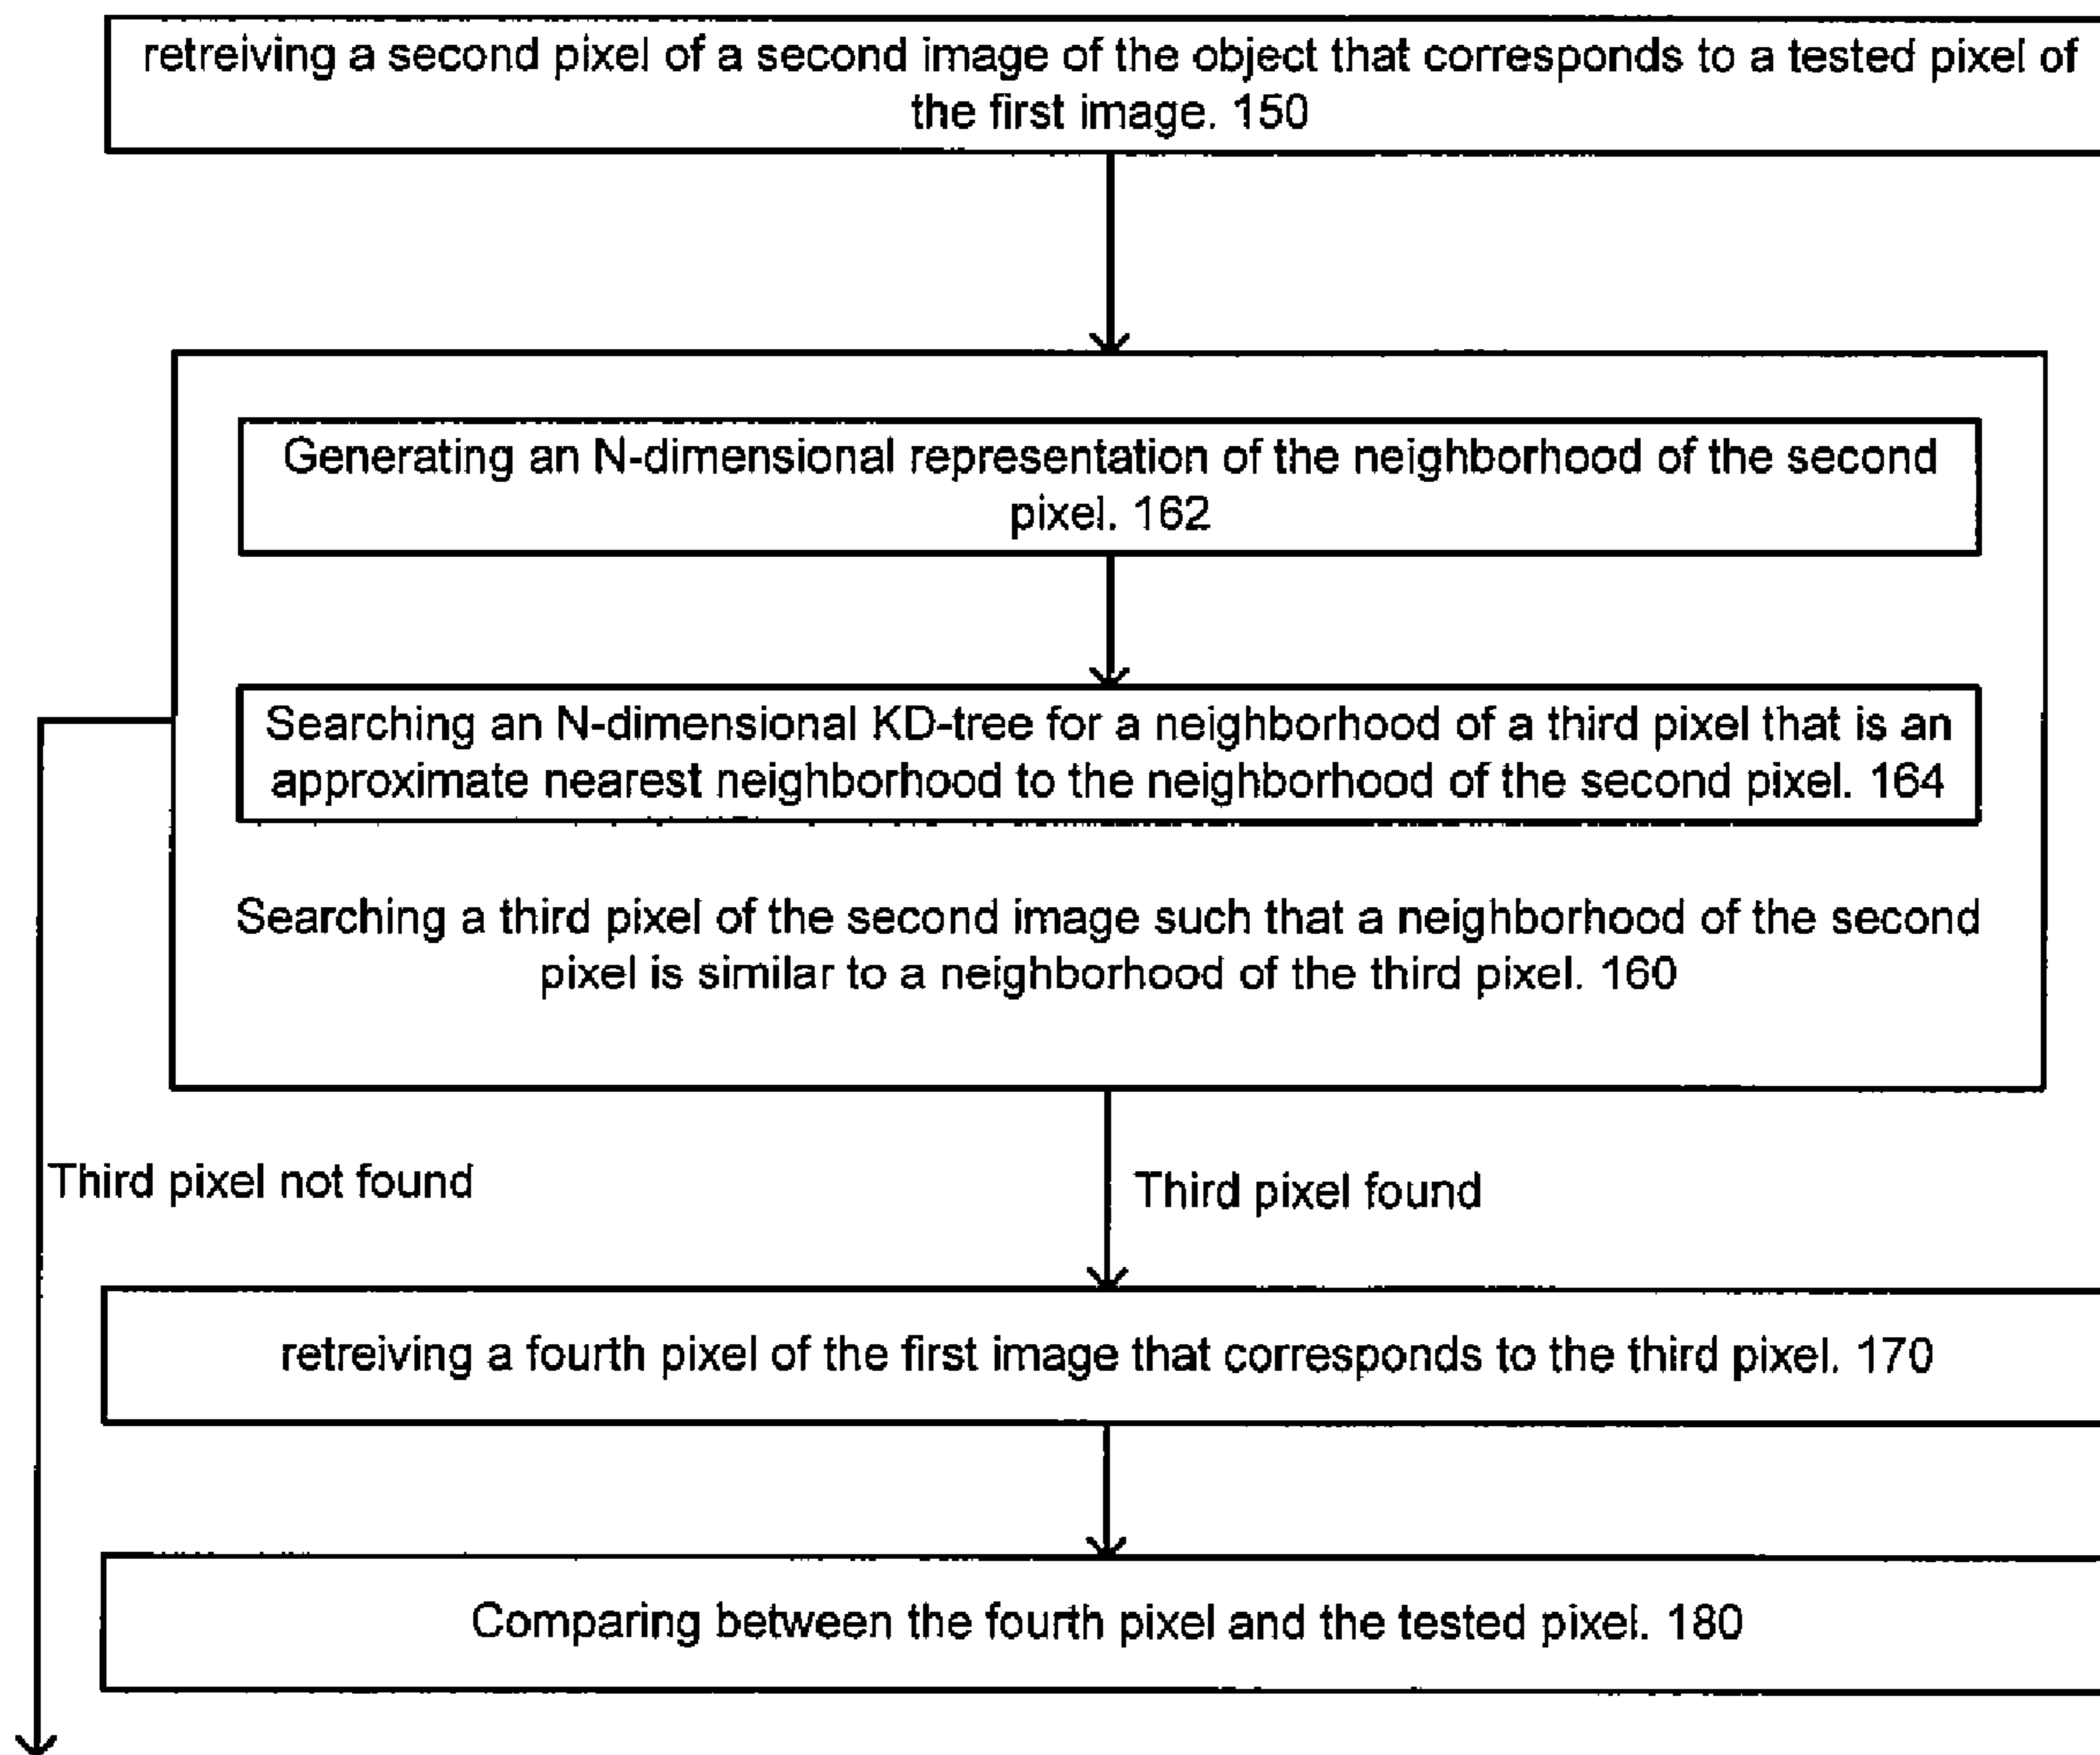 retreiving a second pixel of a second image of the object that corresponds to a tested pixel of
the first image. 150
Generating an N-dimensional representation of the neighborhood of the second
pixel. 162
Searching an N-dimensional KD-tree for a neighborhood of a third pixel that is an
approximate nearest neighborhood to the neighborhood of the second pixel. 164
Searching a third pixel of the second image such that a neighborhood of the second
pixel is similar to a neighborhood of the third pixel. 160
Third pixel not found
Third pixel found
retreiving a fourth pixel of the first image that corresponds to the third pixel. 170
Comparing between the fourth pixel and the tested pixel. 180